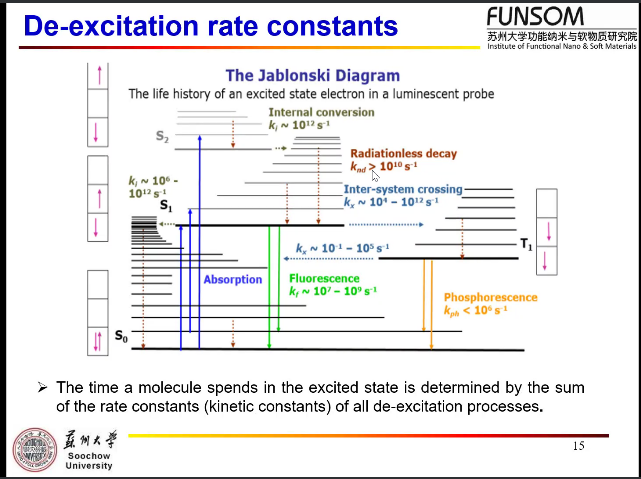 De-excitation rate constants
FUNSOM
苏州大学功能纳米与软物质研究院
Institute of Functional Nano & Soft Materials
The Jablonski Diagram
The life history of an excited state electron in a luminescent probe
Internal conversion
ki ~ 10¹² s⁻¹
S₂
Radiationless decay
knd > 10¹⁰ s⁻¹
ki ~ 10⁶ -
10¹² s⁻¹
Inter-system crossing
kx ~ 10⁴ – 10¹² s⁻¹
S₁
T₁
kx ~ 10⁻¹ – 10⁵ s⁻¹
Absorption
Fluorescence
kf ~ 10⁷ – 10⁹ s⁻¹
Phosphorescence
kph < 10⁶ s⁻¹
S₀
➢ The time a molecule spends in the excited state is determined by the sum
of the rate constants (kinetic constants) of all de-excitation processes.
蘇州大学
Soochow
University
15